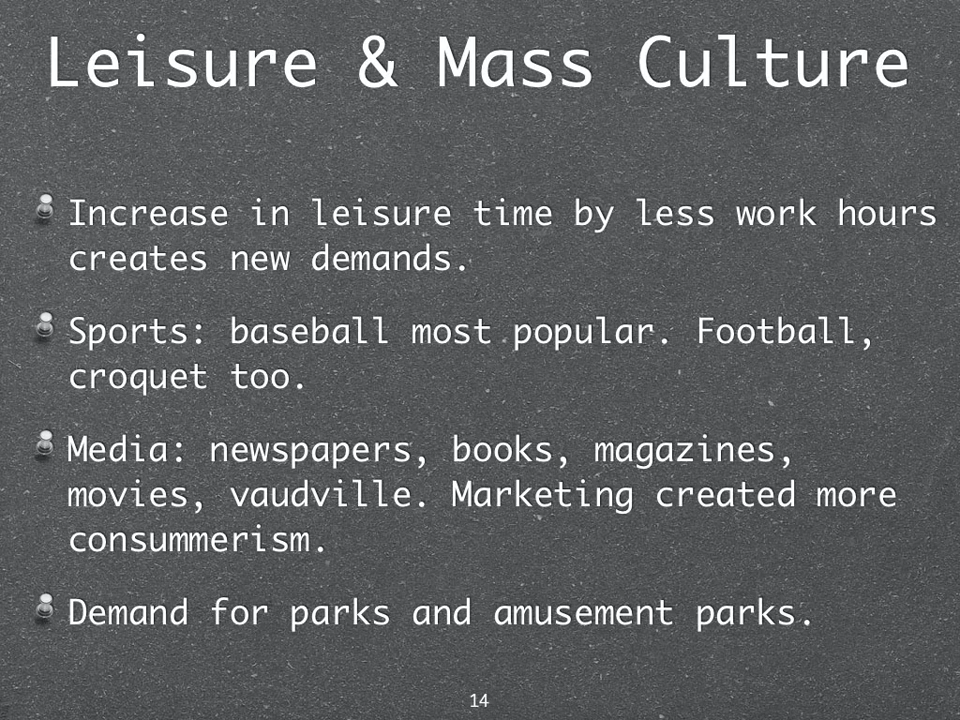 Leisure & Mass Culture
Increase in leisure time by less work hours
creates new demands.
Sports: baseball most popular. Football,
croquet too.
Media: newspapers, books, magazines,
movies, vaudville. Marketing created more
consummerism.
Demand for parks and amusement parks.
14